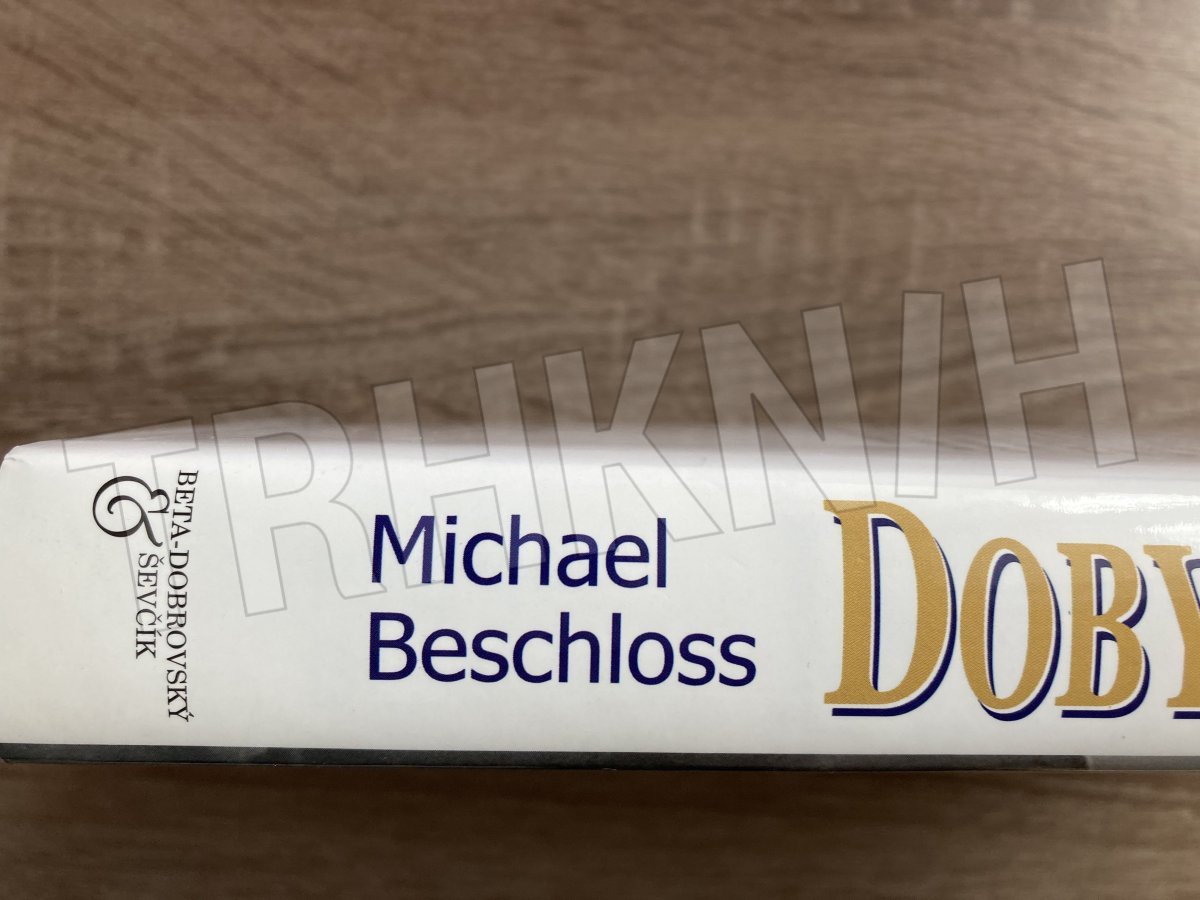 BETA-DOBROVSKÝ
& ŠEVČÍK
Michael
Beschloss
DOBY
TRHKNIH